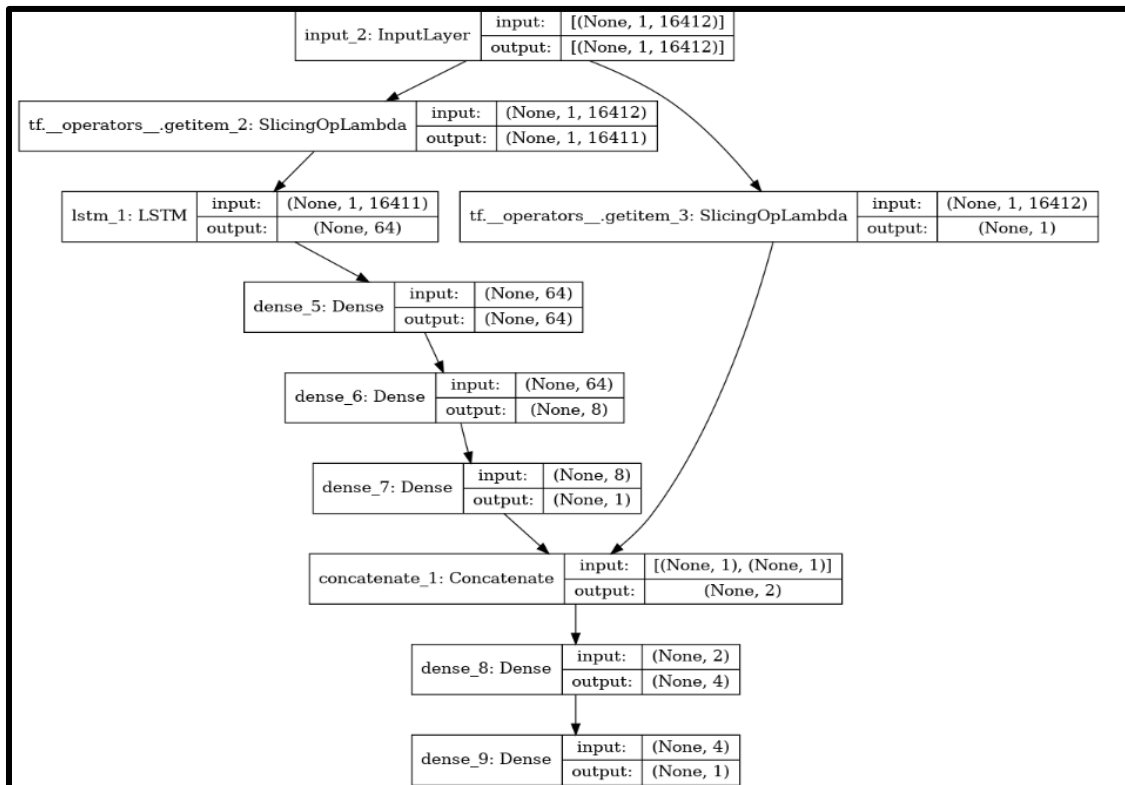 input_2: InputLayer
input: [(None, 1, 16412)]
output: [(None, 1, 16412)]
tf.__operators__.getitem_2: SlicingOpLambda
input: (None, 1, 16412)
output: (None, 1, 16411)
lstm_1: LSTM
input: (None, 1, 16411)
output: (None, 64)
tf.__operators__.getitem_3: SlicingOpLambda
input: (None, 1, 16412)
output: (None, 1)
dense_5: Dense
input: (None, 64)
output: (None, 64)
dense_6: Dense
input: (None, 64)
output: (None, 8)
dense_7: Dense
input: (None, 8)
output: (None, 1)
concatenate_1: Concatenate
input: [(None, 1), (None, 1)]
output: (None, 2)
dense_8: Dense
input: (None, 2)
output: (None, 4)
dense_9: Dense
input: (None, 4)
output: (None, 1)